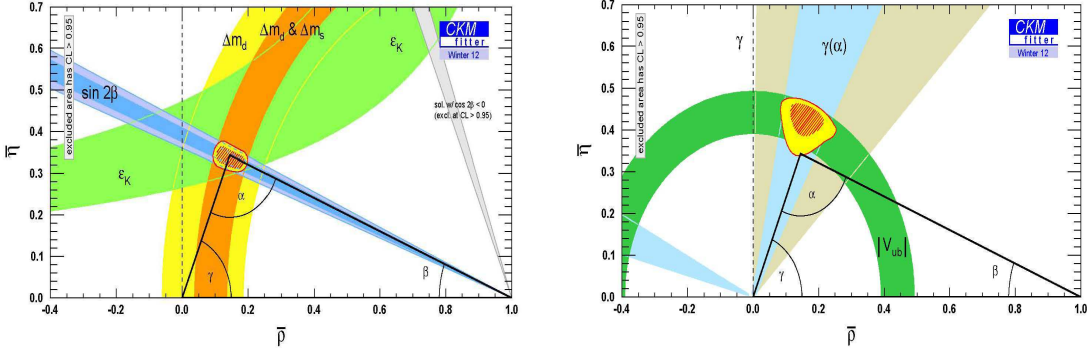 excluded area has CL > 0.95
Δm_d
Δm_d & Δm_s
ε_K
CKM
fitter
Winter 12
sin 2β
sol. w/ cos 2β < 0
(excl. at CL > 0.95)
ε_K
α
γ
β
η̅
0.7
0.6
0.5
0.4
0.3
0.2
0.1
0.0
-0.4 -0.2 0.0 0.2 0.4 0.6 0.8 1.0
ρ̅
excluded area has CL > 0.95
γ
γ(α)
CKM
fitter
Winter 12
α
|V_ub|
γ
β
η̅
0.7
0.6
0.5
0.4
0.3
0.2
0.1
0.0
-0.4 -0.2 0.0 0.2 0.4 0.6 0.8 1.0
ρ̅